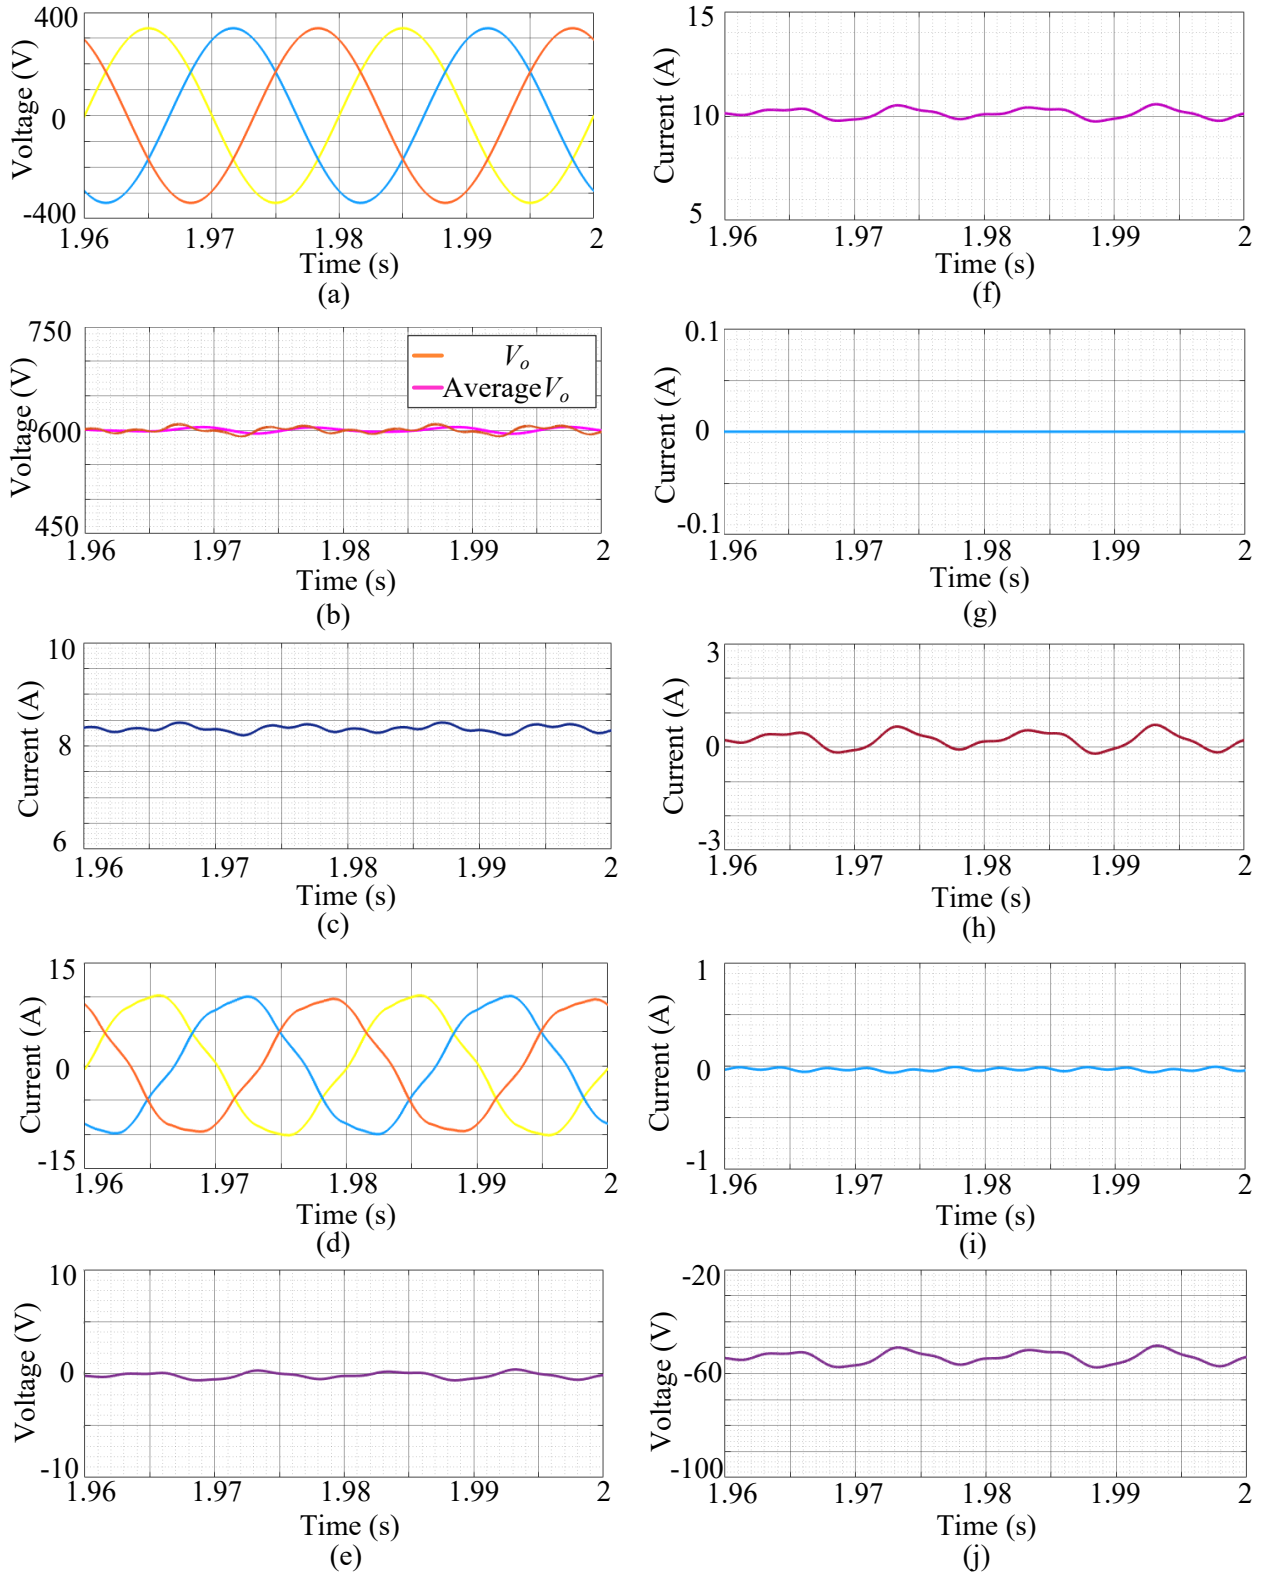 400
Voltage (V)
0
-400
1.96 1.97 1.98 1.99 2
Time (s)
(a)
750
Voltage (V)
600
450
V_o
Average V_o
1.96 1.97 1.98 1.99 2
Time (s)
(b)
10
Current (A)
8
6
1.96 1.97 1.98 1.99 2
Time (s)
(c)
15
Current (A)
0
-15
1.96 1.97 1.98 1.99 2
Time (s)
(d)
10
Voltage (V)
0
-10
1.96 1.97 1.98 1.99 2
Time (s)
(e)
15
Current (A)
10
5
1.96 1.97 1.98 1.99 2
Time (s)
(f)
0.1
Current (A)
0
-0.1
1.96 1.97 1.98 1.99 2
Time (s)
(g)
3
Current (A)
0
-3
1.96 1.97 1.98 1.99 2
Time (s)
(h)
1
Current (A)
0
-1
1.96 1.97 1.98 1.99 2
Time (s)
(i)
-20
Voltage (V)
-60
-100
1.96 1.97 1.98 1.99 2
Time (s)
(j)